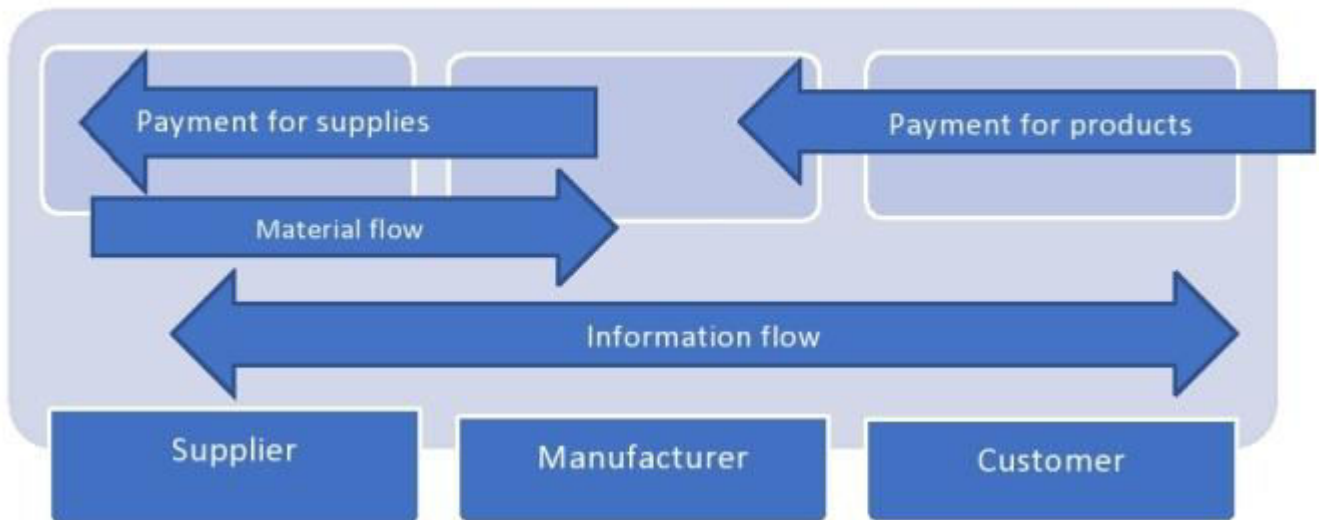 Payment for supplies
Payment for products
Material flow
Information flow
Supplier
Manufacturer
Customer